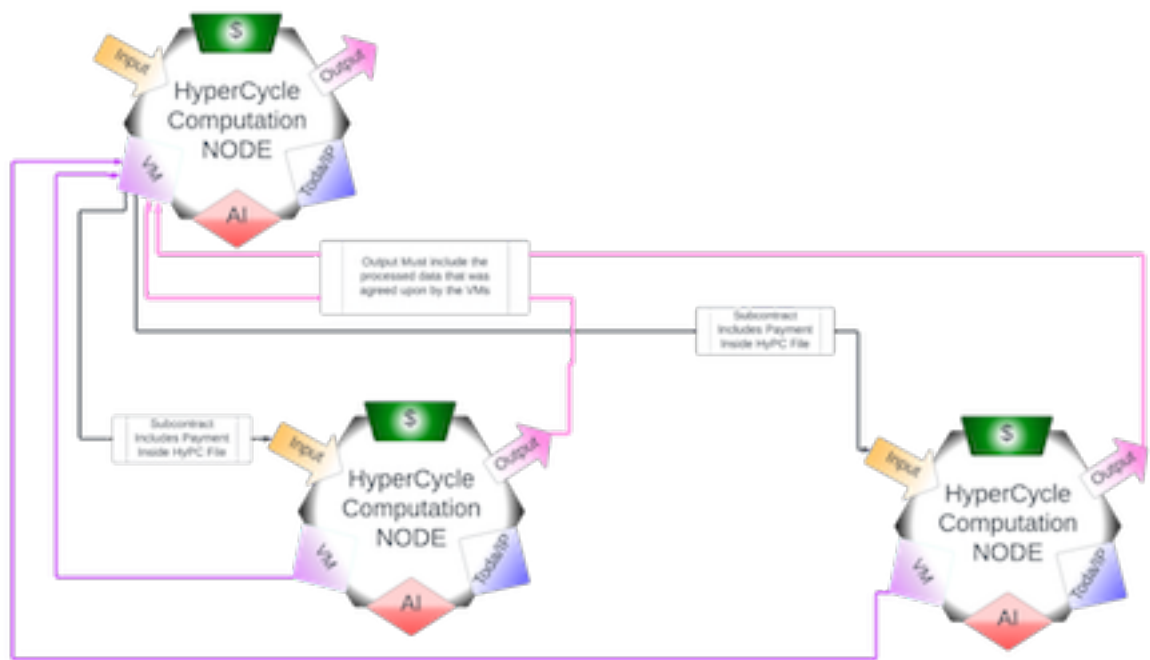 $
Input
Output
HyperCycle
Computation
NODE
VM
Toda/IP
AI
Output Must include the
processed data that was
agreed upon by the VMs
Subcontract
Includes Payment
Inside HyPC File
Subcontract
Includes Payment
Inside HyPC File
$
Input
Output
HyperCycle
Computation
NODE
VM
Toda/IP
AI
$
Input
Output
HyperCycle
Computation
NODE
VM
Toda/IP
AI